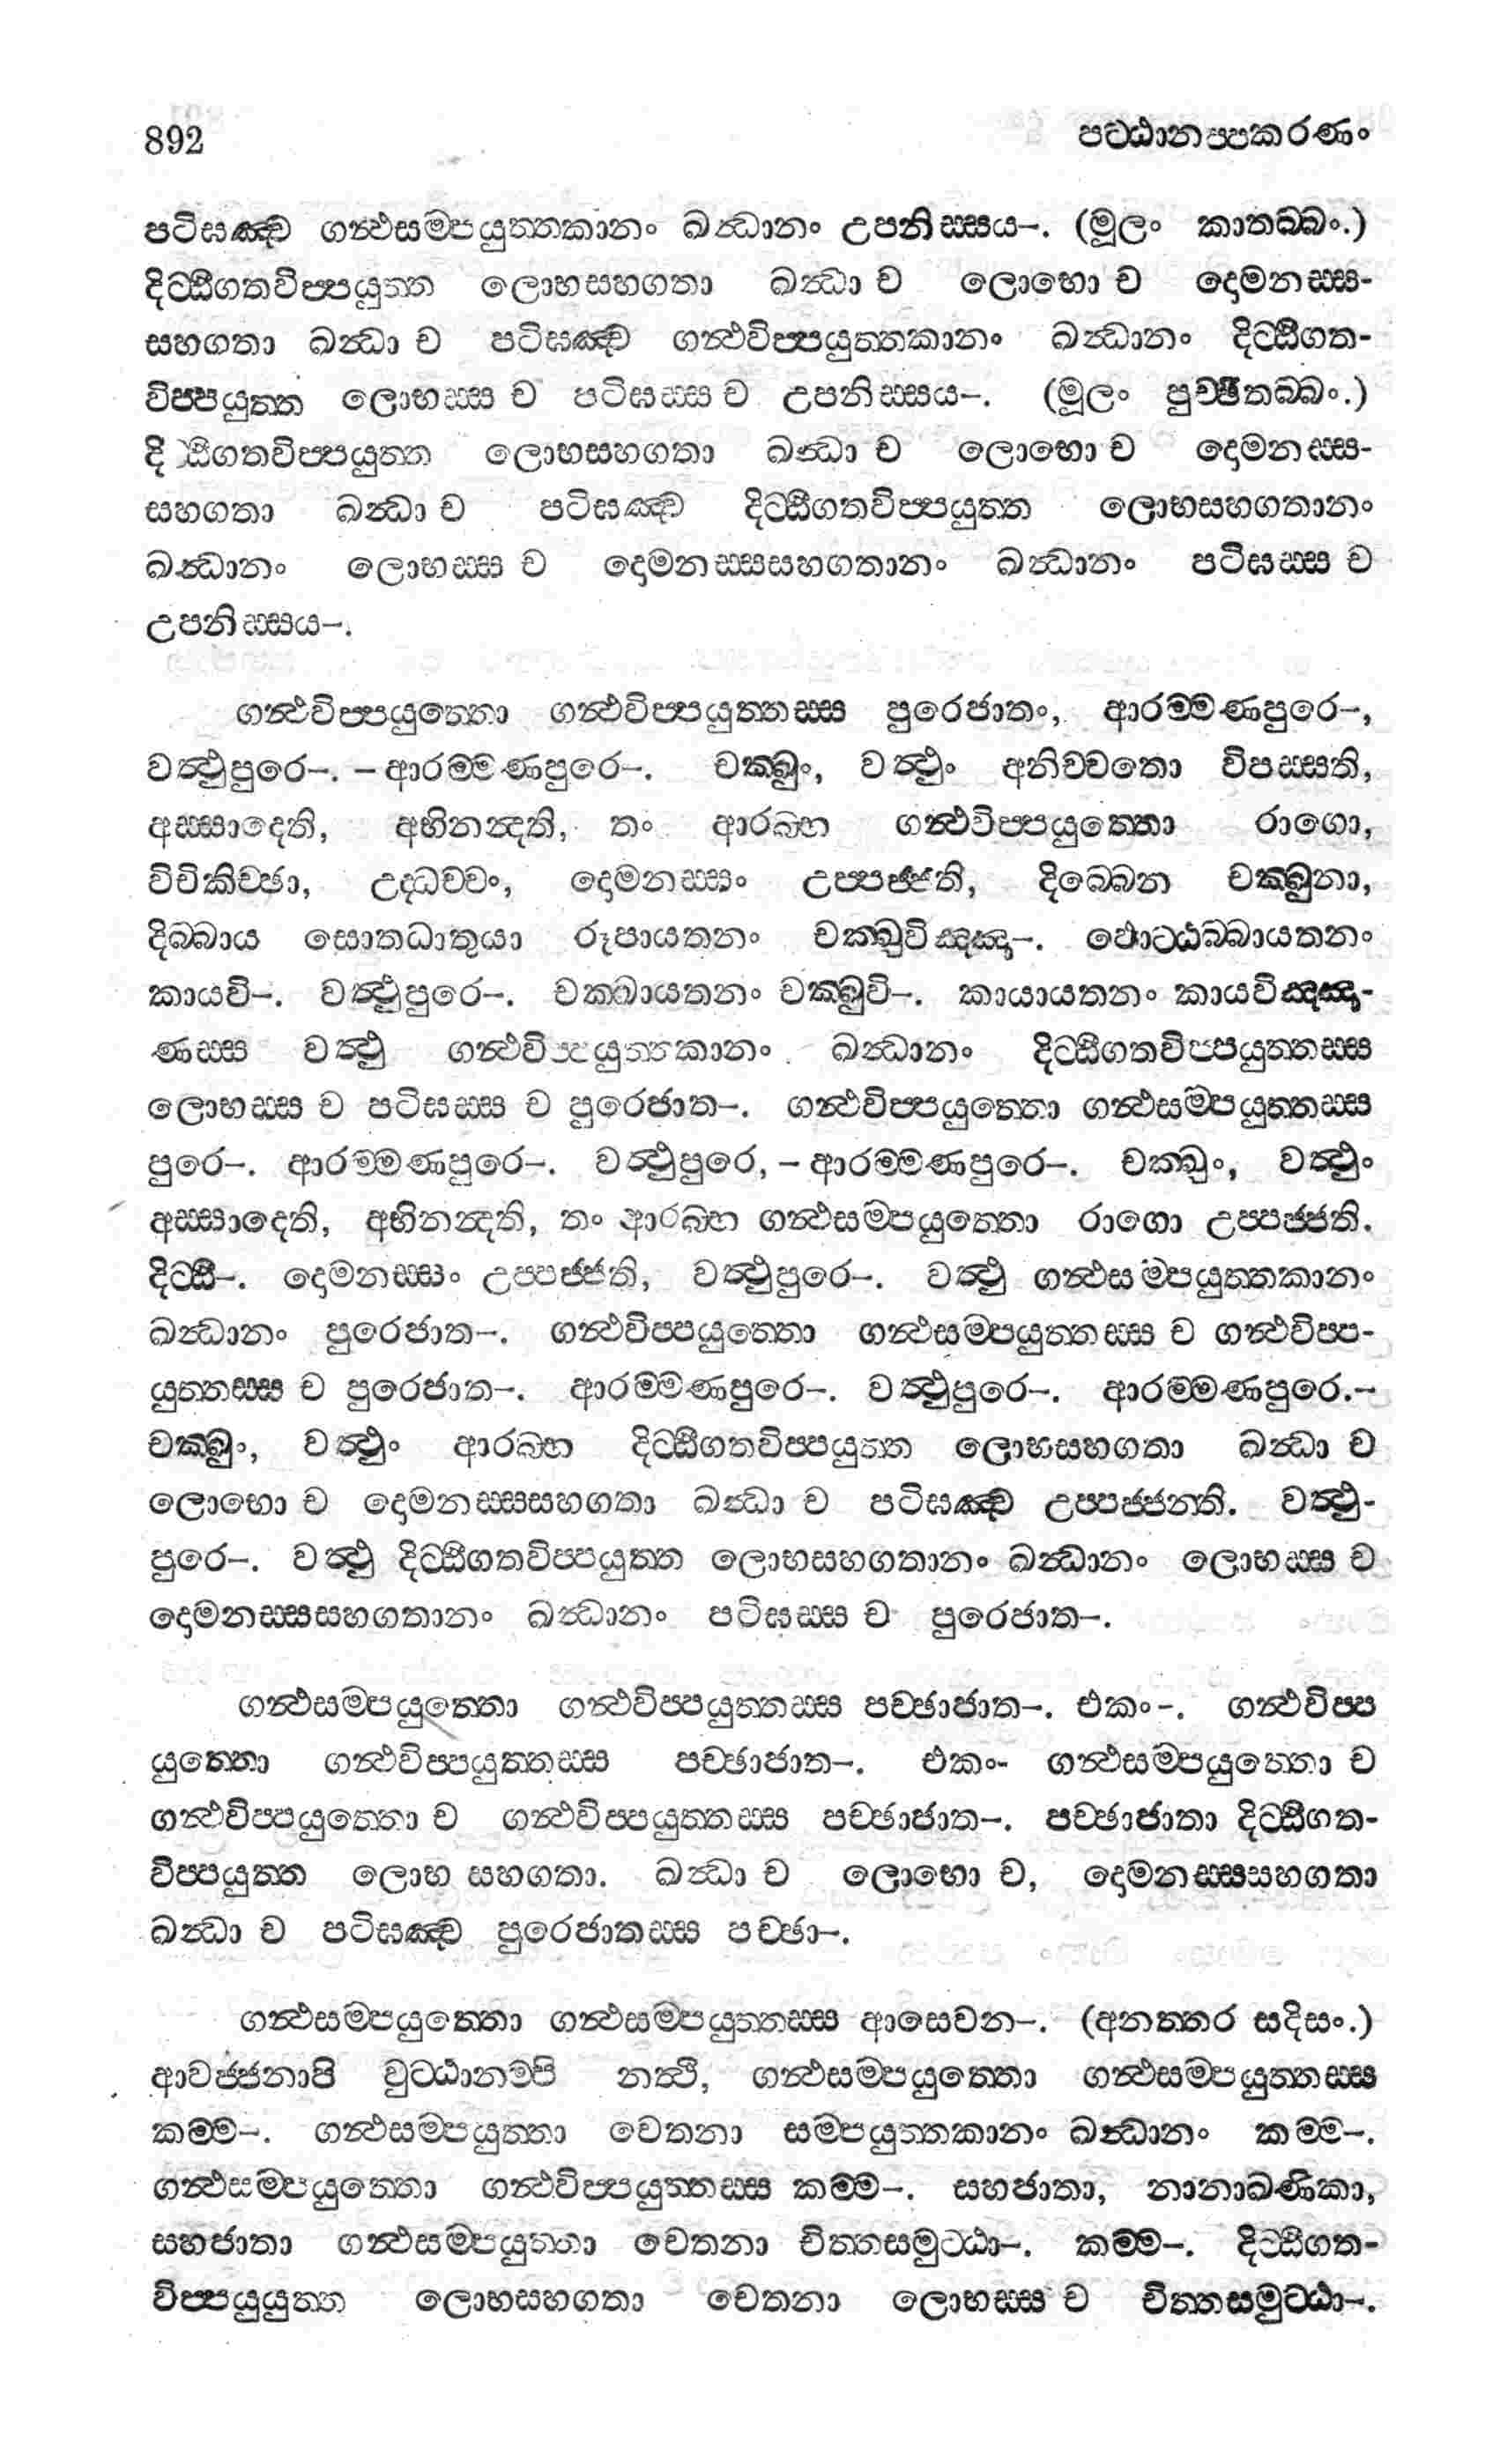 892 පට්ඨානප්පකරණං
පටිඝඤ්ච ගන්ථසම්පයුත්තකානං ඛන්ධානං උපනිස්සය-. (මූලං කාතබ්බං.)
දිට්ඨිගතවිප්පයුත්ත ලොභසහගතා ඛන්ධා ච ලොභො ච දොමනස්ස-
සහගතා ඛන්ධා ච පටිඝඤ්ච ගන්ථවිප්පයුත්තකානං ඛන්ධානං දිට්ඨිගත-
විප්පයුත්ත ලොභස්ස ච පටිඝස්ස ච උපනිස්සය-. (මූලං පුච්ඡිතබ්බං.)
දි ඨිගතවිප්පයුත්ත ලොභසහගතා ඛන්ධා ච ලොභො ච දොමනස්ස-
සහගතා ඛන්ධා ච පටිඝඤ්ච දිට්ඨිගතවිප්පයුත්ත ලොභසහගතානං
ඛන්ධානං ලොභස්ස ච දොමනස්සසහගතානං ඛන්ධානං පටිඝස්ස ච
උපනිස්සය-.
ගන්ථවිප්පයුත්තො ගන්ථවිප්පයුත්තස්ස පුරෙජාතං, ආරම්මණපුරෙ-,
වත්ථුපුරෙ-. – ආරම්මණපුරෙ-. චක්ඛුං, වත්ථුං අනිච්චතො විපස්සති,
අස්සාදෙති, අභිනන්දති, තං ආරබ්භ ගන්ථවිප්පයුත්තො රාගො,
විචිකිච්ඡා, උද්ධච්චං, දොමනස්සං උප්පජ්ජති, දිබ්බෙන චක්ඛුනා,
දිබ්බාය සොතධාතුයා රූපායතනං චක්ඛුවිඤ්ඤා-. ඵොට්ඨබ්බායතනං
කායවි-. වත්ථුපුරෙ-. චක්ඛායතනං චක්ඛුවි-. කායායතනං කායවිඤ්ඤා-
ණස්ස වත්ථු ගන්ථවිප්පයුත්තකානං ඛන්ධානං දිට්ඨිගතවිප්පයුත්තස්ස
ලොභස්ස ච පටිඝස්ස ච පුරෙජාත-. ගන්ථවිප්පයුත්තො ගන්ථසම්පයුත්තස්ස
පුරෙ-. ආරම්මණපුරෙ-. වත්ථුපුරෙ, – ආරම්මණපුරෙ-. චක්ඛුං, වත්ථුං
අස්සාදෙති, අභිනන්දති, තං ආරබ්භ ගන්ථසම්පයුත්තො රාගො උප්පජ්ජති.
දිට්ඨි-. දොමනස්සං උප්පජ්ජති, වත්ථුපුරෙ-. වත්ථු ගන්ථසම්පයුත්තකානං
ඛන්ධානං පුරෙජාත-. ගන්ථවිප්පයුත්තො ගන්ථසම්පයුත්තස්ස ච ගන්ථවිප්ප-
යුත්තස්ස ච පුරෙජාත-. ආරම්මණපුරෙ-. වත්ථුපුරෙ-. ආරම්මණපුරෙ.-
චක්ඛුං, වත්ථුං ආරබ්භ දිට්ඨිගතවිප්පයුත්ත ලොභසහගතා ඛන්ධා ච
ලොභො ච දොමනස්සසහගතා ඛන්ධා ච පටිඝඤ්ච උප්පජ්ජන්ති. වත්ථු-
පුරෙ-. වත්ථු දිට්ඨිගතවිප්පයුත්ත ලොභසහගතානං ඛන්ධානං ලොභස්ස ච
දොමනස්සසහගතානං ඛන්ධානං පටිඝස්ස ච පුරෙජාත-.
ගන්ථසම්පයුත්තො ගන්ථවිප්පයුත්තස්ස පච්ඡාජාත-. එකං-. ගන්ථවිප්ප
යුත්තො ගන්ථවිප්පයුත්තස්ස පච්ඡාජාත-. එකං- ගන්ථසම්පයුත්තො ච
ගන්ථවිප්පයුත්තො ච ගන්ථවිප්පයුත්තස්ස පච්ඡාජාත-. පච්ඡාජාතා දිට්ඨිගත-
විප්පයුත්ත ලොභ සහගතා. ඛන්ධා ච ලොභො ච, දොමනස්සසහගතා
ඛන්ධා ච පටිඝඤ්ච පුරෙජාතස්ස පච්ඡා-.
ගන්ථසම්පයුත්තො ගන්ථසම්පයුත්තස්ස ආසෙවන-. (අනන්තර සදිසං.)
ආවජ්ජනාපි වුට්ඨානම්පි නත්ථි, ගන්ථසම්පයුත්තො ගන්ථසම්පයුත්තස්ස
කම්ම-. ගන්ථසම්පයුත්තා චෙතනා සම්පයුත්තකානං ඛන්ධානං කම්ම-.
ගන්ථසම්පයුත්තො ගන්ථවිප්පයුත්තස්ස කම්ම-. සහජාතා, නානාඛණිකා,
සහජාතා ගන්ථසම්පයුත්තා චෙතනා චිත්තසමුට්ඨා-. කම්ම-. දිට්ඨිගත-
විප්පයුයුත්ත ලොභසහගතා චෙතනා ලොභස්ස ච චිත්තසමුට්ඨා-.